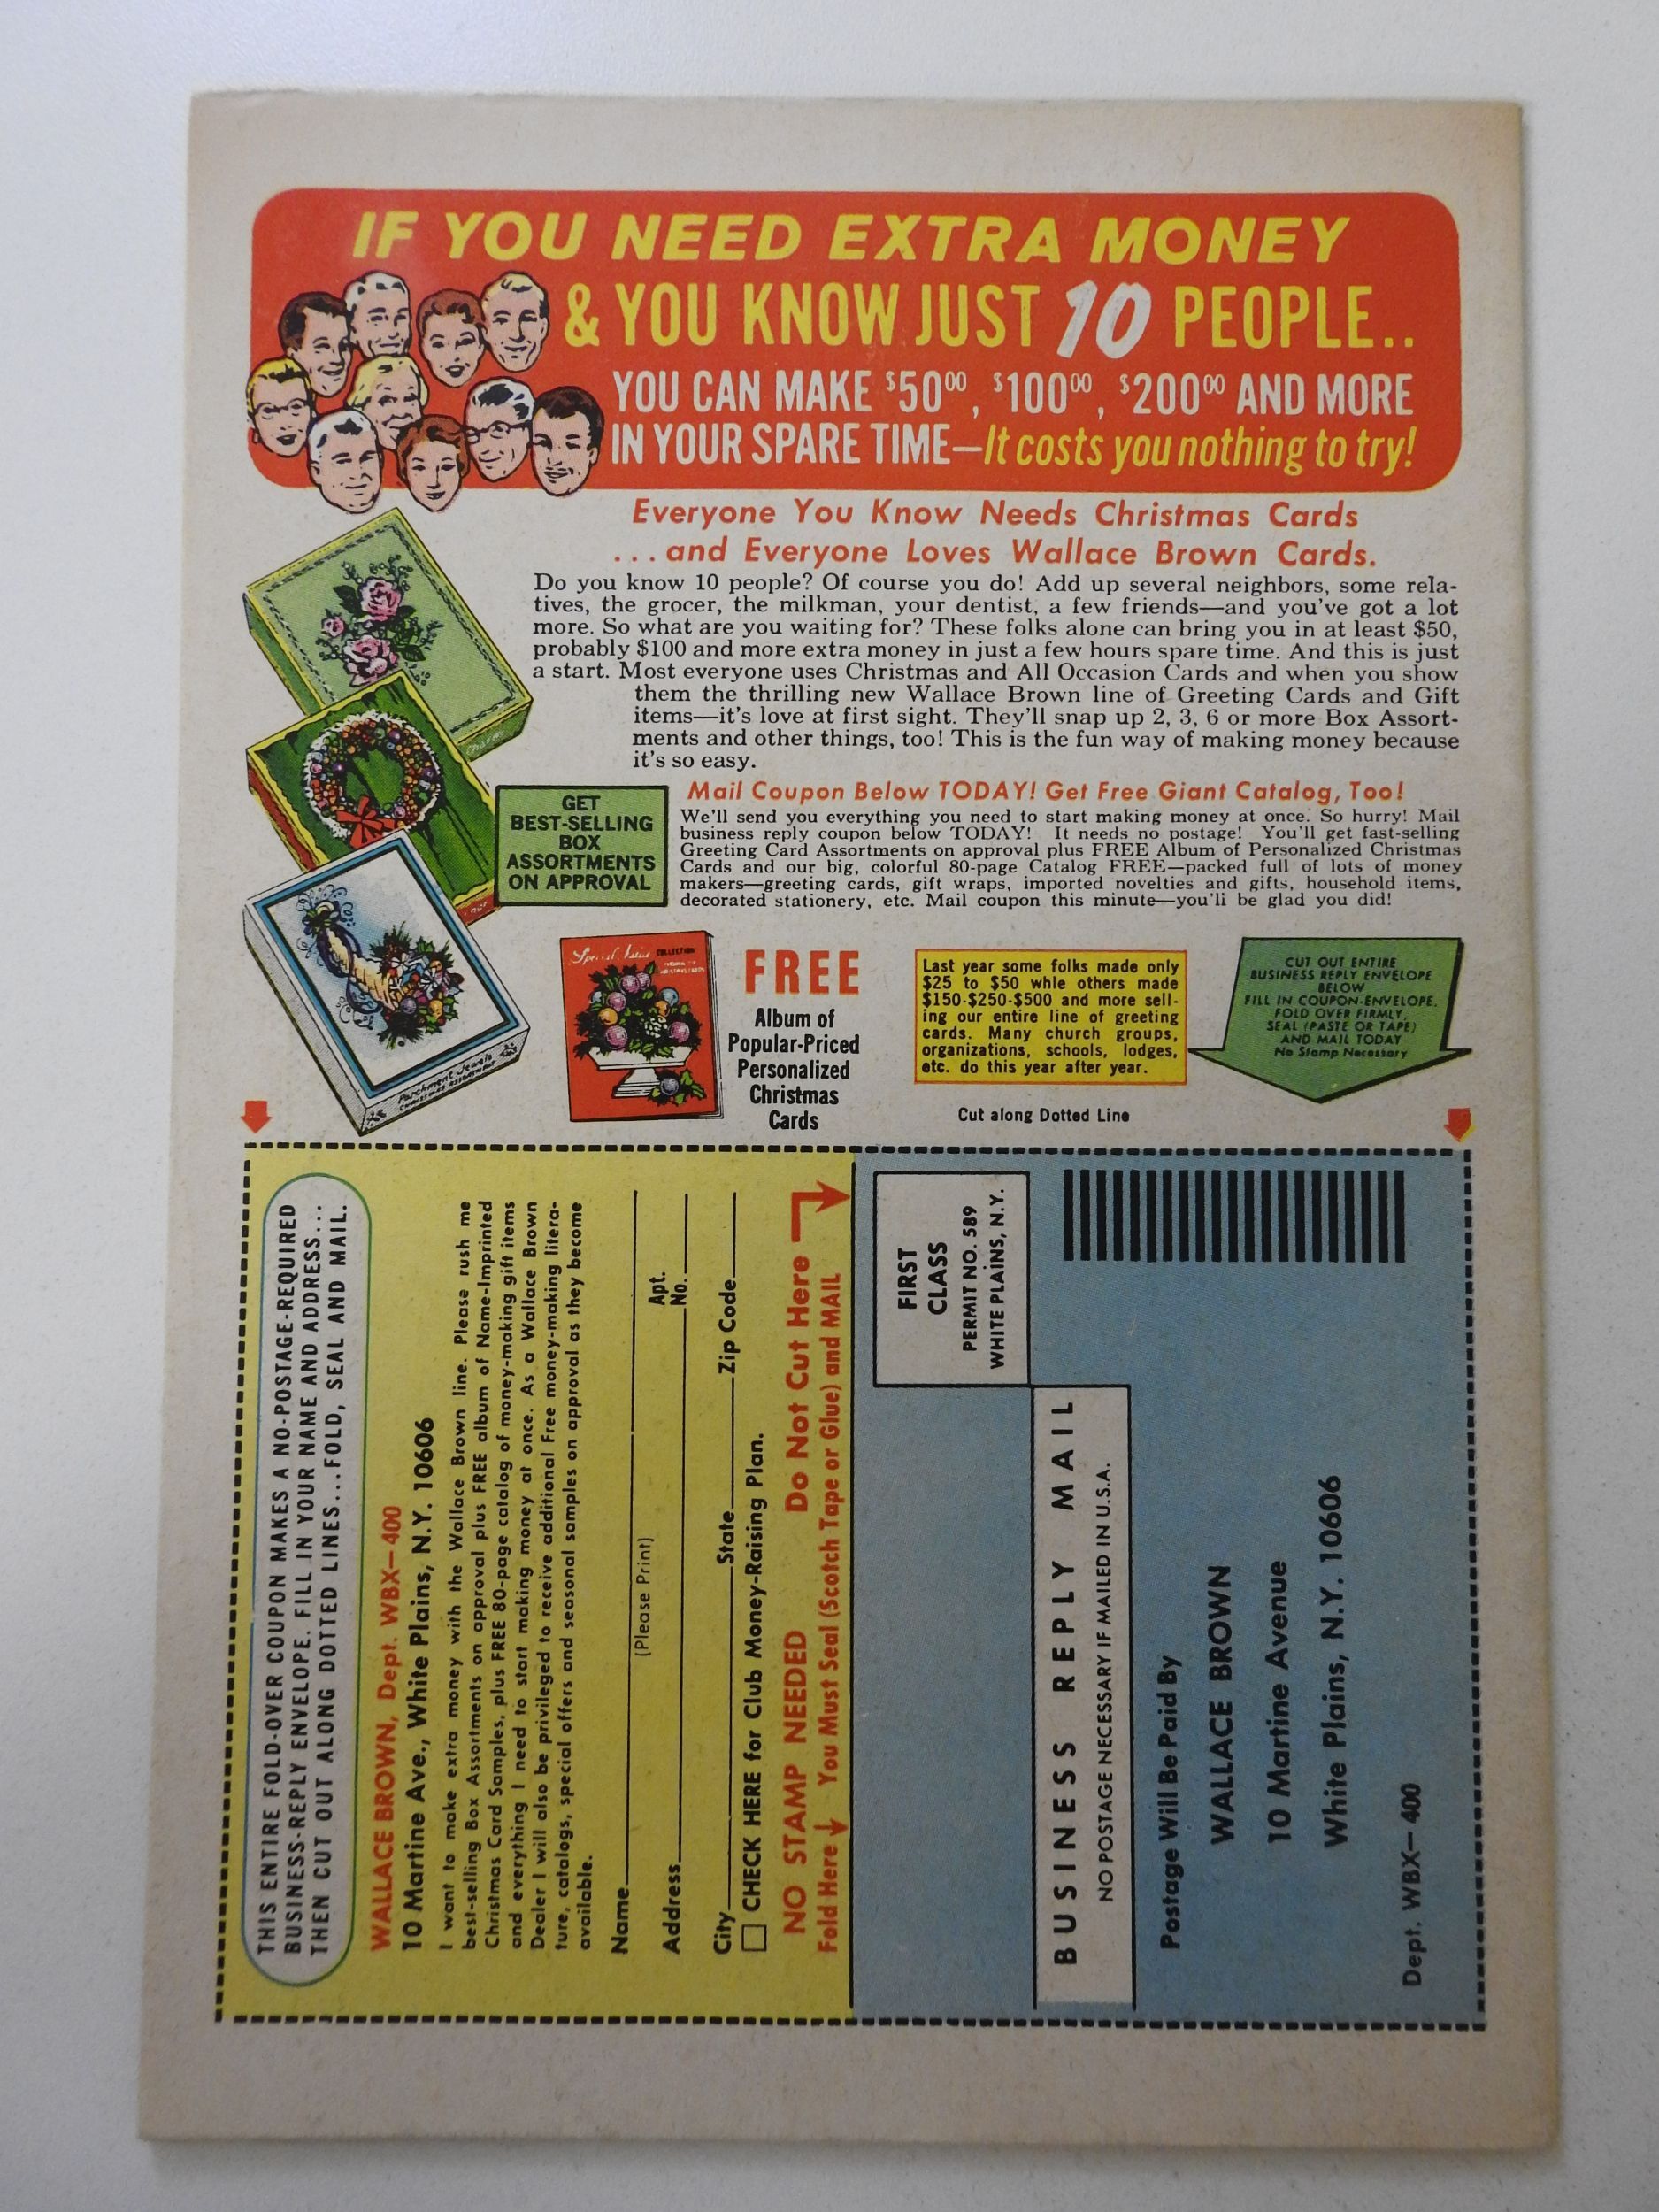 IF YOU NEED EXTRA MONEY
& YOU KNOW JUST 10 PEOPLE..
YOU CAN MAKE $50⁰⁰, $100⁰⁰, $200⁰⁰ AND MORE
IN YOUR SPARE TIME—It costs you nothing to try!
Everyone You Know Needs Christmas Cards
...and Everyone Loves Wallace Brown Cards.
Do you know 10 people? Of course you do! Add up several neighbors, some rela-
tives, the grocer, the milkman, your dentist, a few friends—and you've got a lot
more. So what are you waiting for? These folks alone can bring you in at least $50,
probably $100 and more extra money in just a few hours spare time. And this is just
a start. Most everyone uses Christmas and All Occasion Cards and when you show
them the thrilling new Wallace Brown line of Greeting Cards and Gift
items—it's love at first sight. They'll snap up 2, 3, 6 or more Box Assort-
ments and other things, too! This is the fun way of making money because
it's so easy.
Charm
GET
BEST-SELLING
BOX
ASSORTMENTS
ON APPROVAL
Mail Coupon Below TODAY! Get Free Giant Catalog, Too!
We'll send you everything you need to start making money at once. So hurry! Mail
business reply coupon below TODAY! It needs no postage! You'll get fast-selling
Greeting Card Assortments on approval plus FREE Album of Personalized Christmas
Cards and our big, colorful 80-page Catalog FREE—packed full of lots of money
makers—greeting cards, gift wraps, imported novelties and gifts, household items,
decorated stationery, etc. Mail coupon this minute—you'll be glad you did!
Parchment Jewels
CHRISTMAS ASSORTMENT
Special Value COLLECTION
FREE
Album of
Popular-Priced
Personalized
Christmas
Cards
Last year some folks made only
$25 to $50 whle others made
$150-$250-$500 and more sell-
ing our entire line of greeting
cards. Many church groups,
organizations, schools, lodges,
etc. do this year after year.
CUT OUT ENTIRE
BUSINESS REPLY ENVELOPE
BELOW
FILL IN COUPON-ENVELOPE.
FOLD OVER FIRMLY,
SEAL (PASTE OR TAPE)
AND MAIL TODAY
No Stamp Necessary
Cut along Dotted Line
THIS ENTIRE FOLD-OVER COUPON MAKES A NO-POSTAGE-REQUIRED
BUSINESS-REPLY ENVELOPE. FILL IN YOUR NAME AND ADDRESS...
THEN CUT OUT ALONG DOTTED LINES...FOLD, SEAL AND MAIL.
WALLACE BROWN, Dept. WBX—400
10 Martine Ave., White Plains, N.Y. 10606
I want to make extra money with the Wallace Brown line. Please rush me
best-selling Box Assortments on approval plus FREE album of Name-Imprinted
Christmas Card Samples, plus FREE 80-page catalog of money-making gift items
and everything I need to start making money at once. As a Wallace Brown
Dealer I will also be privileged to receive additional Free money-making litera-
ture, catalogs, special offers and seasonal samples on approval as they become
available.
Name
(Please Print)
Address Apt. No.
City State Zip Code
CHECK HERE for Club Money-Raising Plan.
NO STAMP NEEDED Do Not Cut Here
Fold Here You Must Seal (Scotch Tape or Glue) and MAIL
FIRST
CLASS
PERMIT NO. 589
WHITE PLAINS, N.Y.
BUSINESS REPLY MAIL
NO POSTAGE NECESSARY IF MAILED IN U.S.A.
Postage Will Be Paid By
WALLACE BROWN
10 Martine Avenue
White Plains, N.Y. 10606
Dept. WBX—400